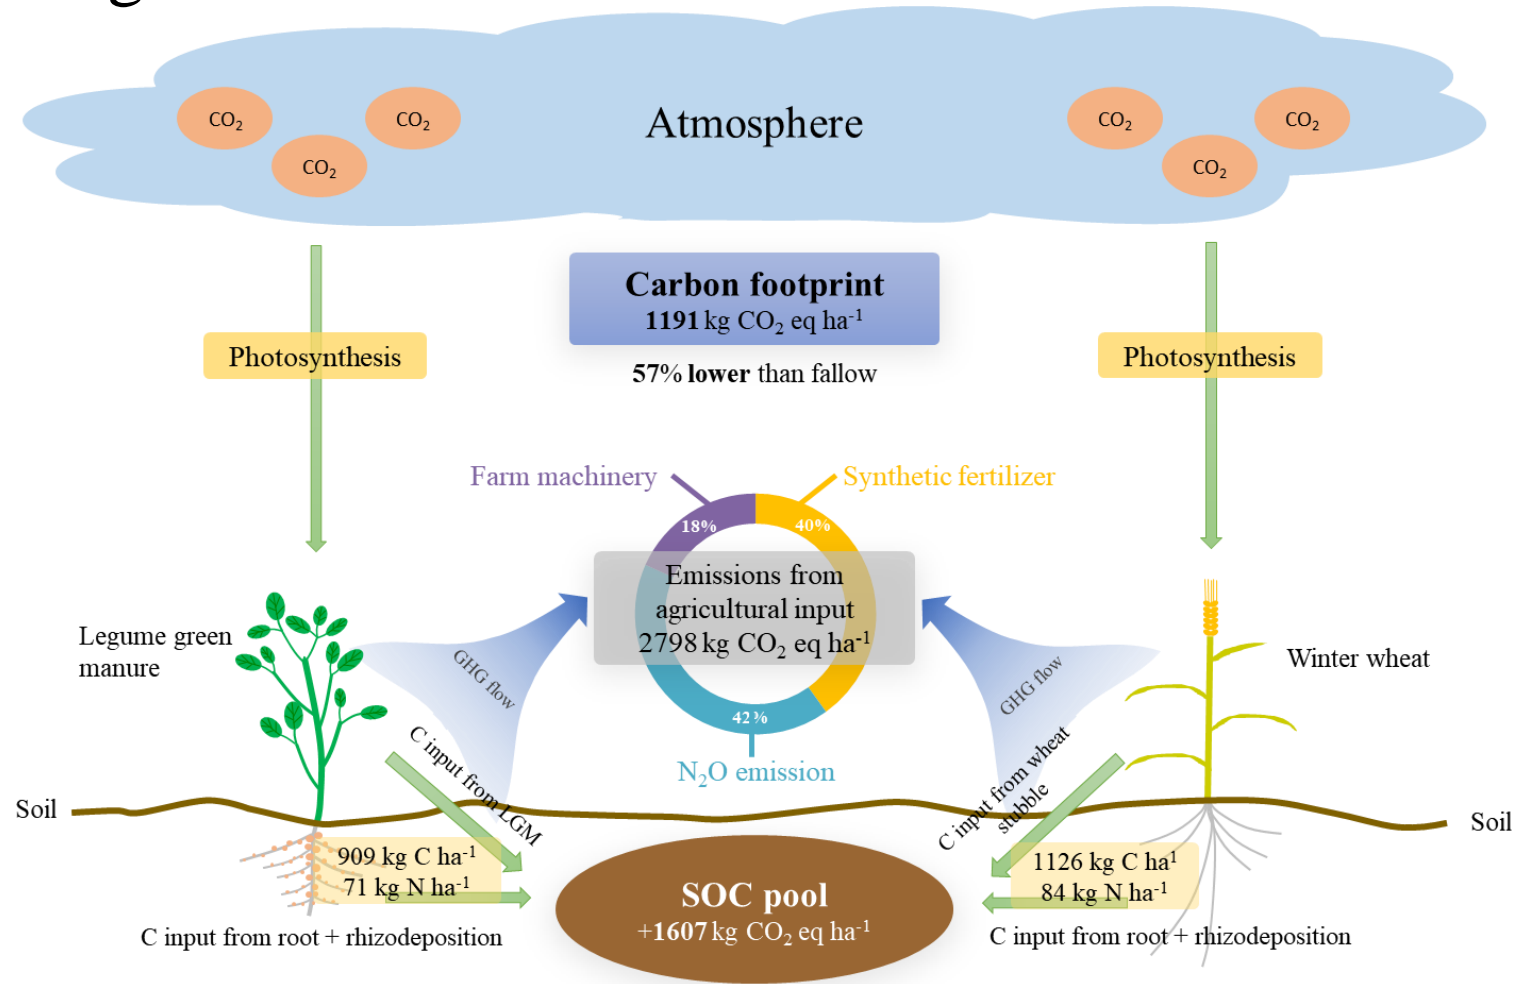 CO₂
CO₂
CO₂
Atmosphere
CO₂
CO₂
CO₂
Carbon footprint
1191 kg CO₂ eq ha⁻¹
57% lower than fallow
Photosynthesis
Photosynthesis
Farm machinery
Synthetic fertilizer
18%
40%
Emissions from
agricultural input
2798 kg CO₂ eq ha⁻¹
42%
N₂O emission
Legume green
manure
GHG flow
GHG flow
Winter wheat
C input from LGM
C input from wheat
stubble
Soil
Soil
909 kg C ha⁻¹
71 kg N ha⁻¹
1126 kg C ha¹
84 kg N ha⁻¹
SOC pool
+1607 kg CO₂ eq ha⁻¹
C input from root + rhizodeposition
C input from root + rhizodeposition